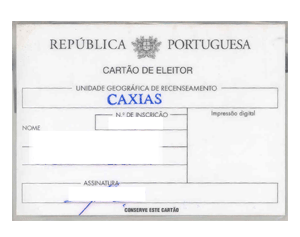 REPÚBLICA PORTUGUESA
CARTÃO DE ELEITOR
UNIDADE GEOGRÁFICA DE RECENSEAMENTO
CAXIAS
N.º DE INSCRIÇÃO
Impressão digital
NOME
ASSINATURA
CONSERVE ESTE CARTÃO